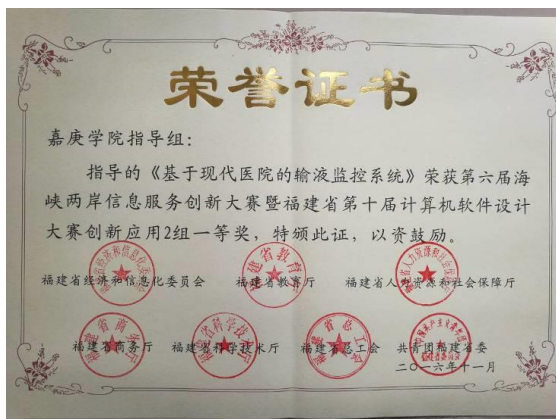 荣誉证书
嘉庚学院指导组：
指导的《基于现代医院的输液监控系统》荣获第六届海
峡两岸信息服务创新大赛暨福建省第十届计算机软件设计
大赛创新应用2组一等奖，特颁此证，以资鼓励。
福建省经济和信息化委员会 福建省教育厅 福建省人力资源和社会保障厅
福建省商务厅 福建省科学技术厅 福建省总工会 共青团福建省委
二〇一六年十一月